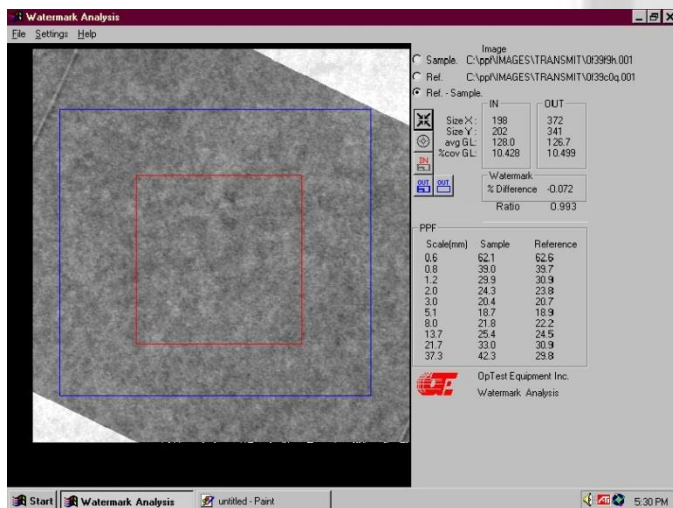 Watermark Analysis
File Settings Help
Image
Sample. C:\ppf\IMAGES\TRANSMIT\0f39f9h.001
Ref. C:\ppf\IMAGES\TRANSMIT\0f39c0q.001
Ref. - Sample.
IN OUT
Size X : 198 372
Size Y : 202 341
avg GL: 128.0 126.7
%cov GL: 10.428 10.499
IN
OUT OUT
Watermark
% Difference -0.072
Ratio 0.993
PPF
Scale(mm) Sample Reference
0.6 62.1 62.6
0.8 39.0 39.7
1.2 29.9 30.9
2.0 24.3 23.8
3.0 20.4 20.7
5.1 18.7 18.9
8.0 21.8 22.2
13.7 25.4 24.5
21.7 33.0 30.9
37.3 42.3 29.8
OpTest Equipment Inc.
Watermark Analysis
Start Watermark Analysis untitled - Paint 5:30 PM